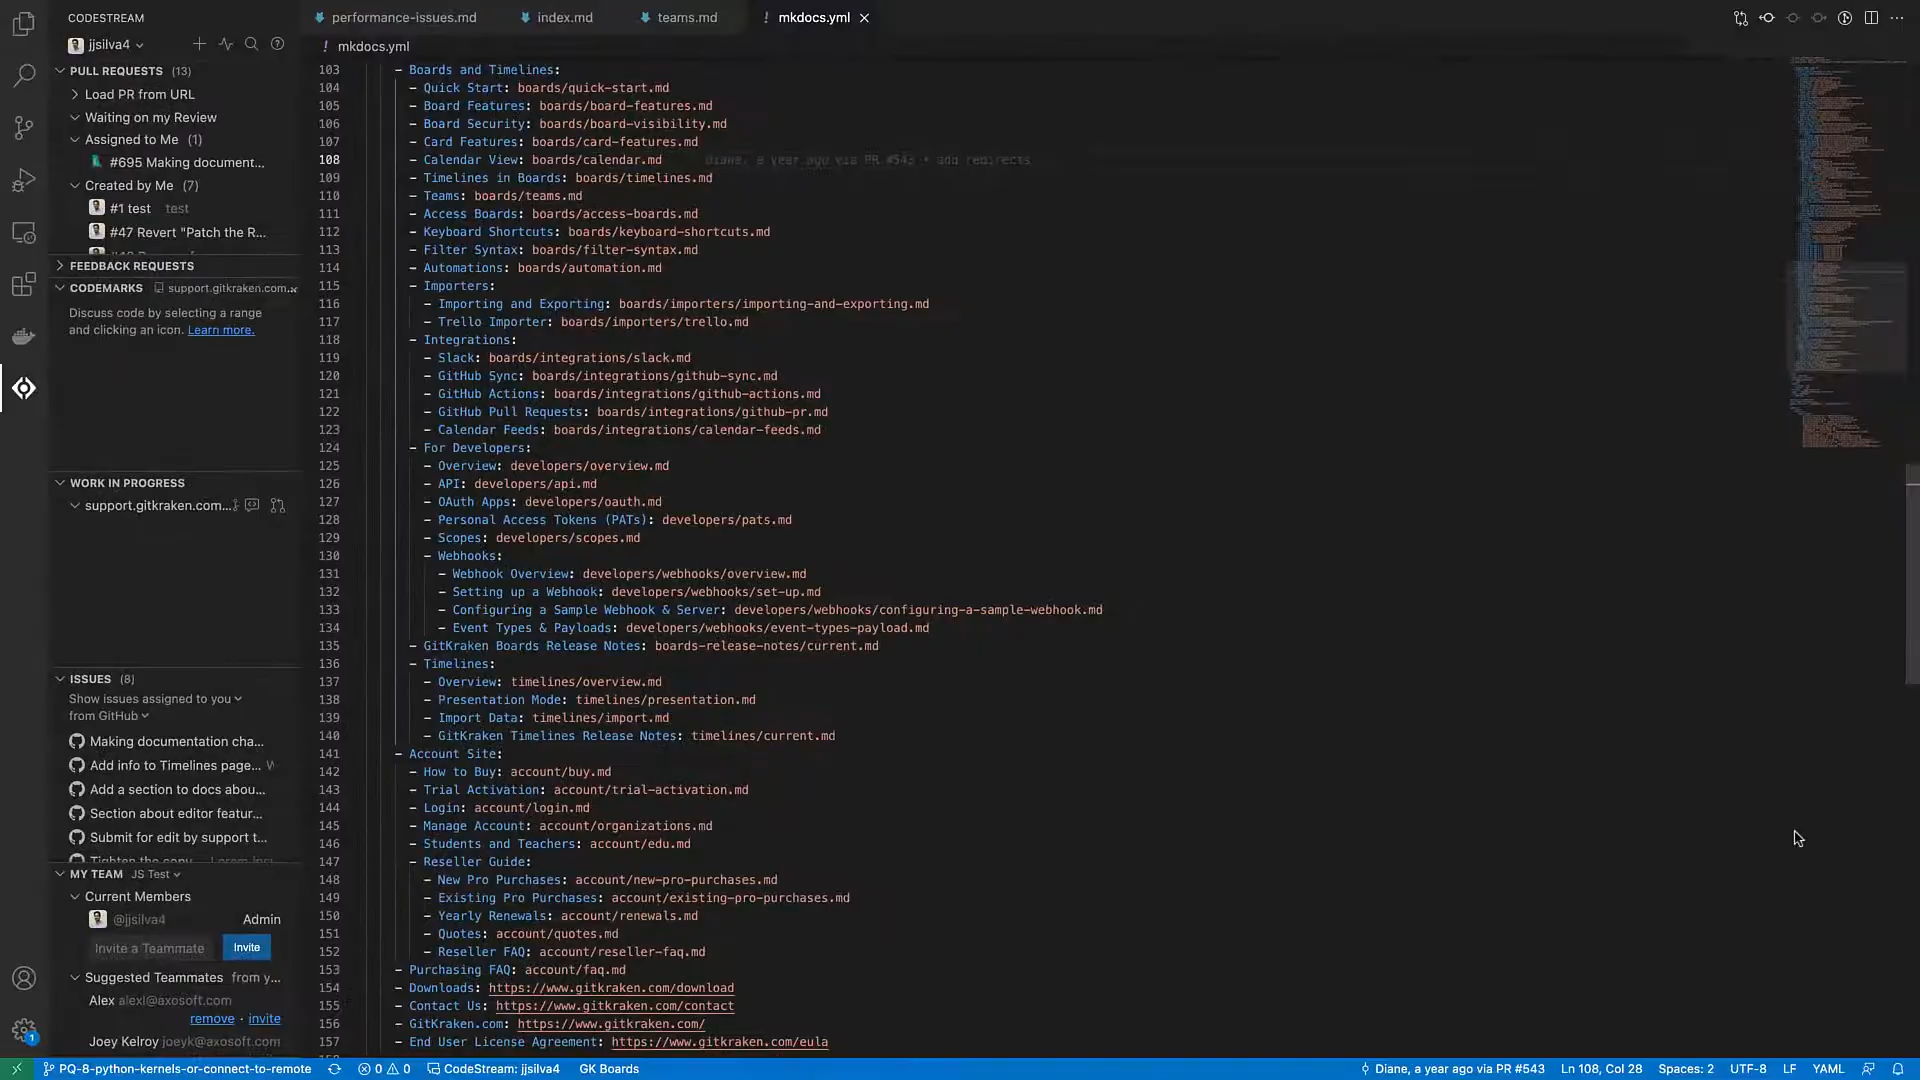 CODESTREAM
jjsilva4
PULL REQUESTS (13)
Load PR from URL
Waiting on my Review
Assigned to Me (1)
#695 Making document...
Created by Me (7)
#1 test test
#47 Revert "Patch the R...
FEEDBACK REQUESTS
CODEMARKS support.gitkraken.com...
Discuss code by selecting a range
and clicking an icon. Learn more.
WORK IN PROGRESS
support.gitkraken.com...
ISSUES (8)
Show issues assigned to you
from GitHub
Making documentation cha...
Add info to Timelines page... W
Add a section to docs abou...
Section about editor featur...
Submit for edit by support t...
Tighten the copy
MY TEAM JS Test
Current Members
@jjsilva4 Admin
Invite a Teammate Invite
Suggested Teammates from y...
Alex alexl@axosoft.com
remove · invite
Joey Kelroy joeyk@axosoft.com
performance-issues.md index.md teams.md ! mkdocs.yml
! mkdocs.yml
103 - Boards and Timelines:
104 - Quick Start: boards/quick-start.md
105 - Board Features: boards/board-features.md
106 - Board Security: boards/board-visibility.md
107 - Card Features: boards/card-features.md
108 - Calendar View: boards/calendar.md Diane, a year ago via PR #543 • add redirects
109 - Timelines in Boards: boards/timelines.md
110 - Teams: boards/teams.md
111 - Access Boards: boards/access-boards.md
112 - Keyboard Shortcuts: boards/keyboard-shortcuts.md
113 - Filter Syntax: boards/filter-syntax.md
114 - Automations: boards/automation.md
115 - Importers:
116 - Importing and Exporting: boards/importers/importing-and-exporting.md
117 - Trello Importer: boards/importers/trello.md
118 - Integrations:
119 - Slack: boards/integrations/slack.md
120 - GitHub Sync: boards/integrations/github-sync.md
121 - GitHub Actions: boards/integrations/github-actions.md
122 - GitHub Pull Requests: boards/integrations/github-pr.md
123 - Calendar Feeds: boards/integrations/calendar-feeds.md
124 - For Developers:
125 - Overview: developers/overview.md
126 - API: developers/api.md
127 - OAuth Apps: developers/oauth.md
128 - Personal Access Tokens (PATs): developers/pats.md
129 - Scopes: developers/scopes.md
130 - Webhooks:
131 - Webhook Overview: developers/webhooks/overview.md
132 - Setting up a Webhook: developers/webhooks/set-up.md
133 - Configuring a Sample Webhook & Server: developers/webhooks/configuring-a-sample-webhook.md
134 - Event Types & Payloads: developers/webhooks/event-types-payload.md
135 - GitKraken Boards Release Notes: boards-release-notes/current.md
136 - Timelines:
137 - Overview: timelines/overview.md
138 - Presentation Mode: timelines/presentation.md
139 - Import Data: timelines/import.md
140 - GitKraken Timelines Release Notes: timelines/current.md
141 - Account Site:
142 - How to Buy: account/buy.md
143 - Trial Activation: account/trial-activation.md
144 - Login: account/login.md
145 - Manage Account: account/organizations.md
146 - Students and Teachers: account/edu.md
147 - Reseller Guide:
148 - New Pro Purchases: account/new-pro-purchases.md
149 - Existing Pro Purchases: account/existing-pro-purchases.md
150 - Yearly Renewals: account/renewals.md
151 - Quotes: account/quotes.md
152 - Reseller FAQ: account/reseller-faq.md
153 - Purchasing FAQ: account/faq.md
154 - Downloads: https://www.gitkraken.com/download
155 - Contact Us: https://www.gitkraken.com/contact
156 - GitKraken.com: https://www.gitkraken.com/
157 - End User License Agreement: https://www.gitkraken.com/eula
1
PQ-8-python-kernels-or-connect-to-remote 0 0 CodeStream: jjsilva4 GK Boards Diane, a year ago via PR #543 Ln 108, Col 28 Spaces: 2 UTF-8 LF YAML